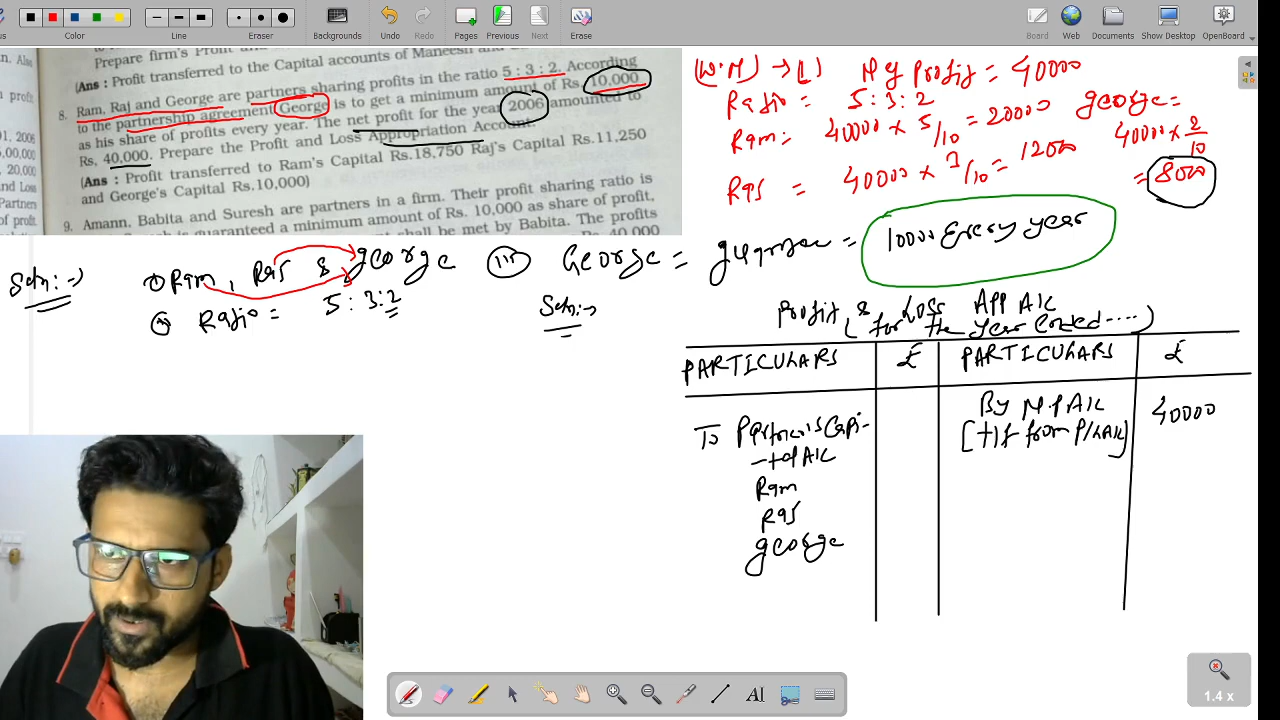 Color
Line
Backgrounds
Undo
Redo
Pages
Previous
Next
Erase
Board
Web
Documents
Show Desktop
OpenBoard
Prepare firm's Profit and
(Ans : Profit transferred to the Capital accounts of Maneesh and
8. Ram, Raj and George are partners sharing profits in the ratio 5 : 3 : 2. According
to the partnership agreement George is to get a minimum amount of Rs 10,000
as his share of profits every year. The net profit for the year 2006 amounted to
Rs. 40,000. Prepare the Profit and Loss Appropriation Account.
(Ans : Profit transferred to Ram's Capital Rs.18,750 Raj's Capital Rs.11,250
and George's Capital Rs.10,000)
9. Amann, Babita and Suresh are partners in a firm. Their profit sharing ratio is
guaranteed a minimum amount of Rs. 10,000 as share of profit,
shall be met by Babita. The profits
Rs. 40,000
(W.N) → (L) N of Profit = 40000
Ratio = 5:3:2
Ram = 40000 x 5/10 = 20000
Raj = 40000 x 3/10 = 12000
George =
40000 x 2/10
= 8000
Soln:→
i) Ram, Raj & George
ii) Ratio = 5:3:2
iii) George = guarantee = 10000 Every year
Soln:→
Profit & Loss APP A/C
(for the Year Ended....)
PARTICULARS ₤ PARTICULARS ₤
To Partner's Capi-
-tal A/C
Ram
Raj
George
By N.P A/C 40000
[t/f from P/L A/C]
1.4 x